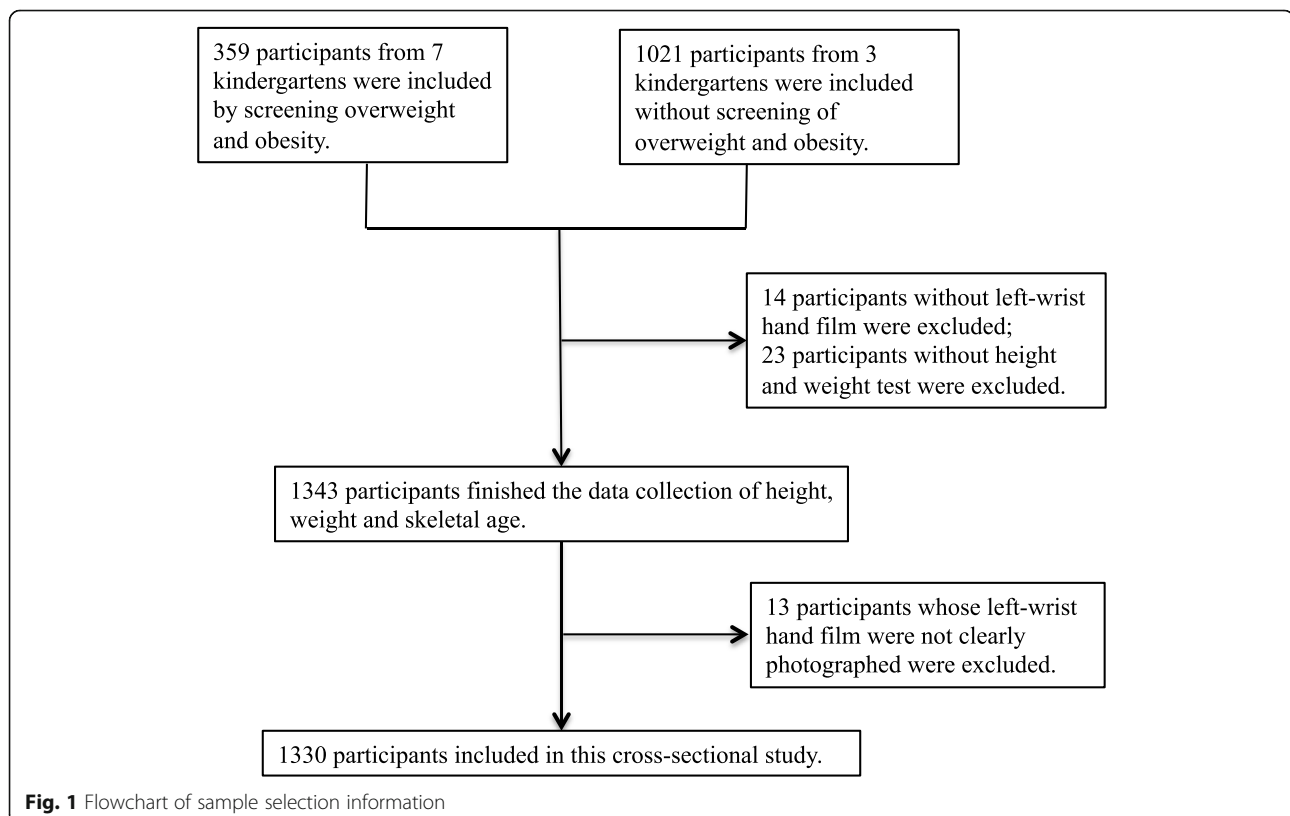 359 participants from 7
kindergartens were included
by screening overweight
and obesity.
1021 participants from 3
kindergartens were included
without screening of
overweight and obesity.
14 participants without left-wrist
hand film were excluded;
23 participants without height
and weight test were excluded.
1343 participants finished the data collection of height,
weight and skeletal age.
13 participants whose left-wrist
hand film were not clearly
photographed were excluded.
1330 participants included in this cross-sectional study.
Fig. 1 Flowchart of sample selection information